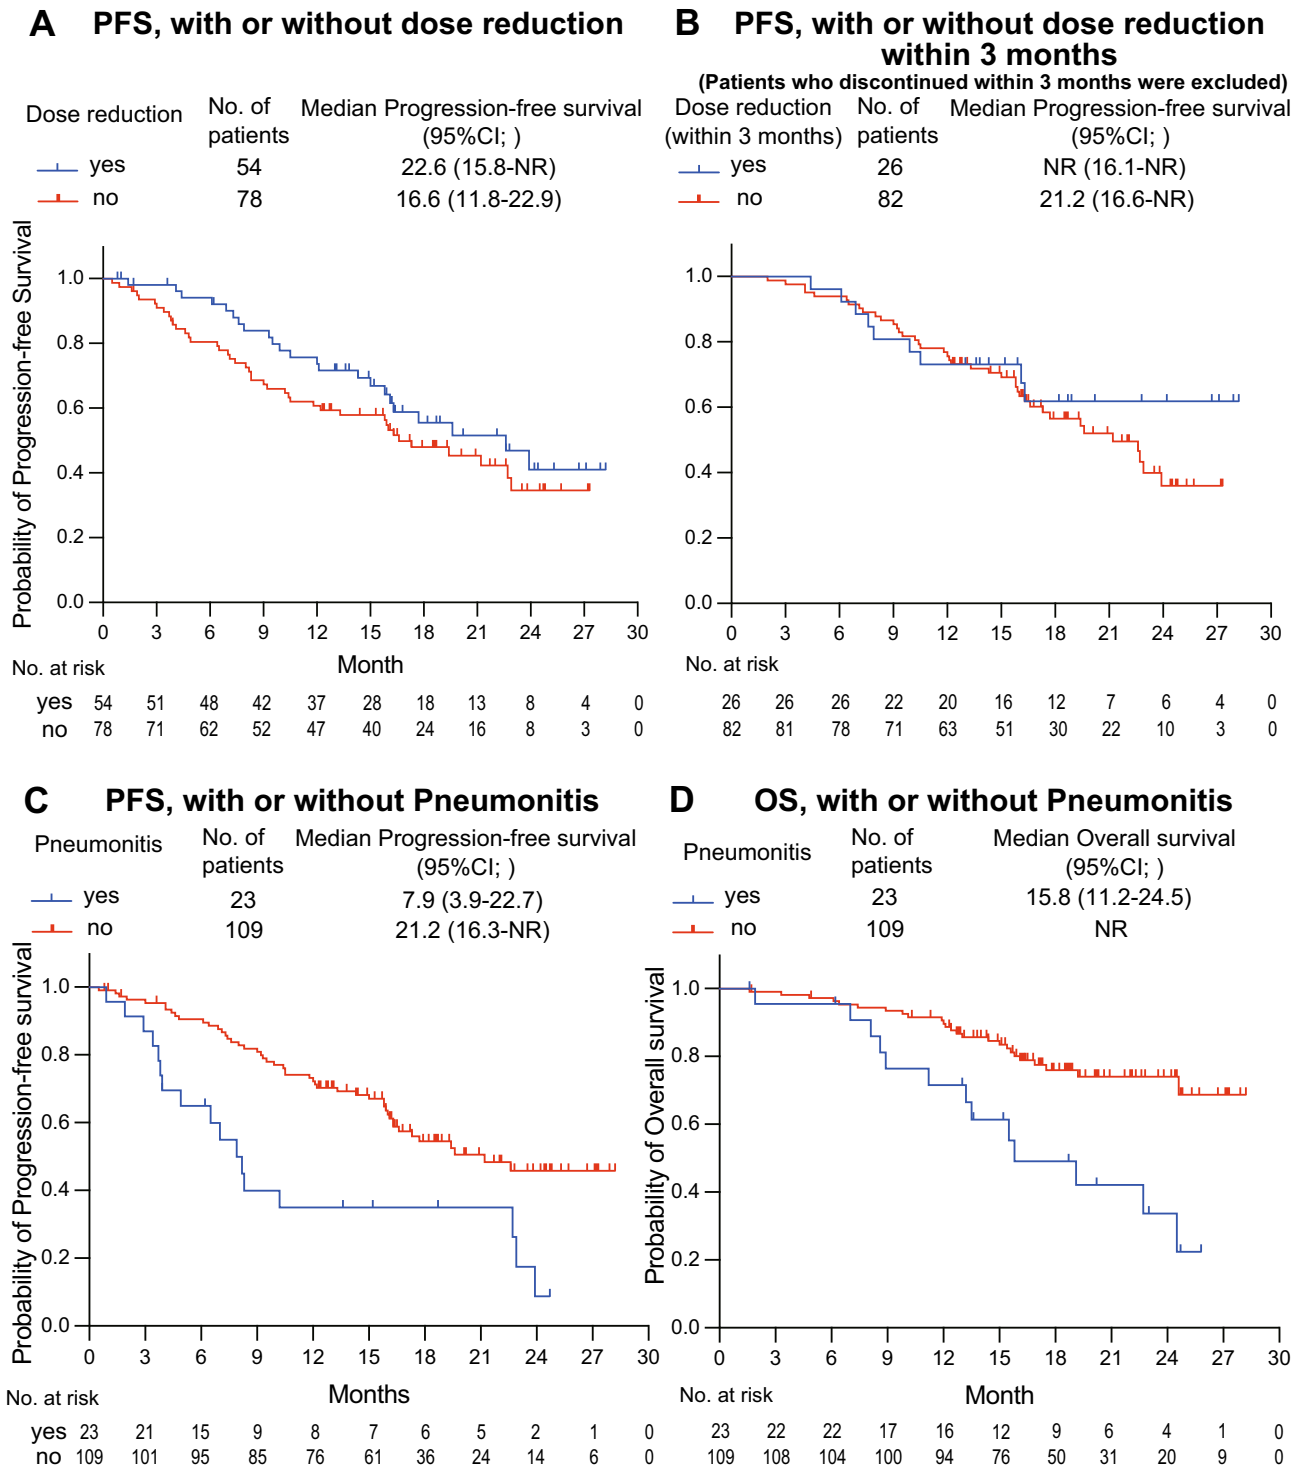 A PFS, with or without dose reduction
Dose reduction No. of patients Median Progression-free survival (95%CI; )
yes 54 22.6 (15.8-NR)
no 78 16.6 (11.8-22.9)
Probability of Progression-free Survival
1.0
0.8
0.6
0.4
0.2
0.0
0 3 6 9 12 15 18 21 24 27 30
No. at risk Month
yes 54 51 48 42 37 28 18 13 8 4 0
no 78 71 62 52 47 40 24 16 8 3 0
B PFS, with or without dose reduction
within 3 months
(Patients who discontinued within 3 months were excluded)
Dose reduction (within 3 months) No. of patients Median Progression-free survival (95%CI; )
yes 26 NR (16.1-NR)
no 82 21.2 (16.6-NR)
1.0
0.8
0.6
0.4
0.2
0.0
0 3 6 9 12 15 18 21 24 27 30
No. at risk
26 26 26 22 20 16 12 7 6 4 0
82 81 78 71 63 51 30 22 10 3 0
C PFS, with or without Pneumonitis
Pneumonitis No. of patients Median Progression-free survival (95%CI; )
yes 23 7.9 (3.9-22.7)
no 109 21.2 (16.3-NR)
Probability of Progression-free survival
1.0
0.8
0.6
0.4
0.2
0.0
0 3 6 9 12 15 18 21 24 27 30
No. at risk Months
yes 23 21 15 9 8 7 6 5 2 1 0
no 109 101 95 85 76 61 36 24 14 6 0
D OS, with or without Pneumonitis
Pneumonitis No. of patients Median Overall survival (95%CI; )
yes 23 15.8 (11.2-24.5)
no 109 NR
Probability of Overall survival
1.0
0.8
0.6
0.4
0.2
0.0
0 3 6 9 12 15 18 21 24 27 30
No. at risk Month
23 22 22 17 16 12 9 6 4 1 0
109 108 104 100 94 76 50 31 20 9 0